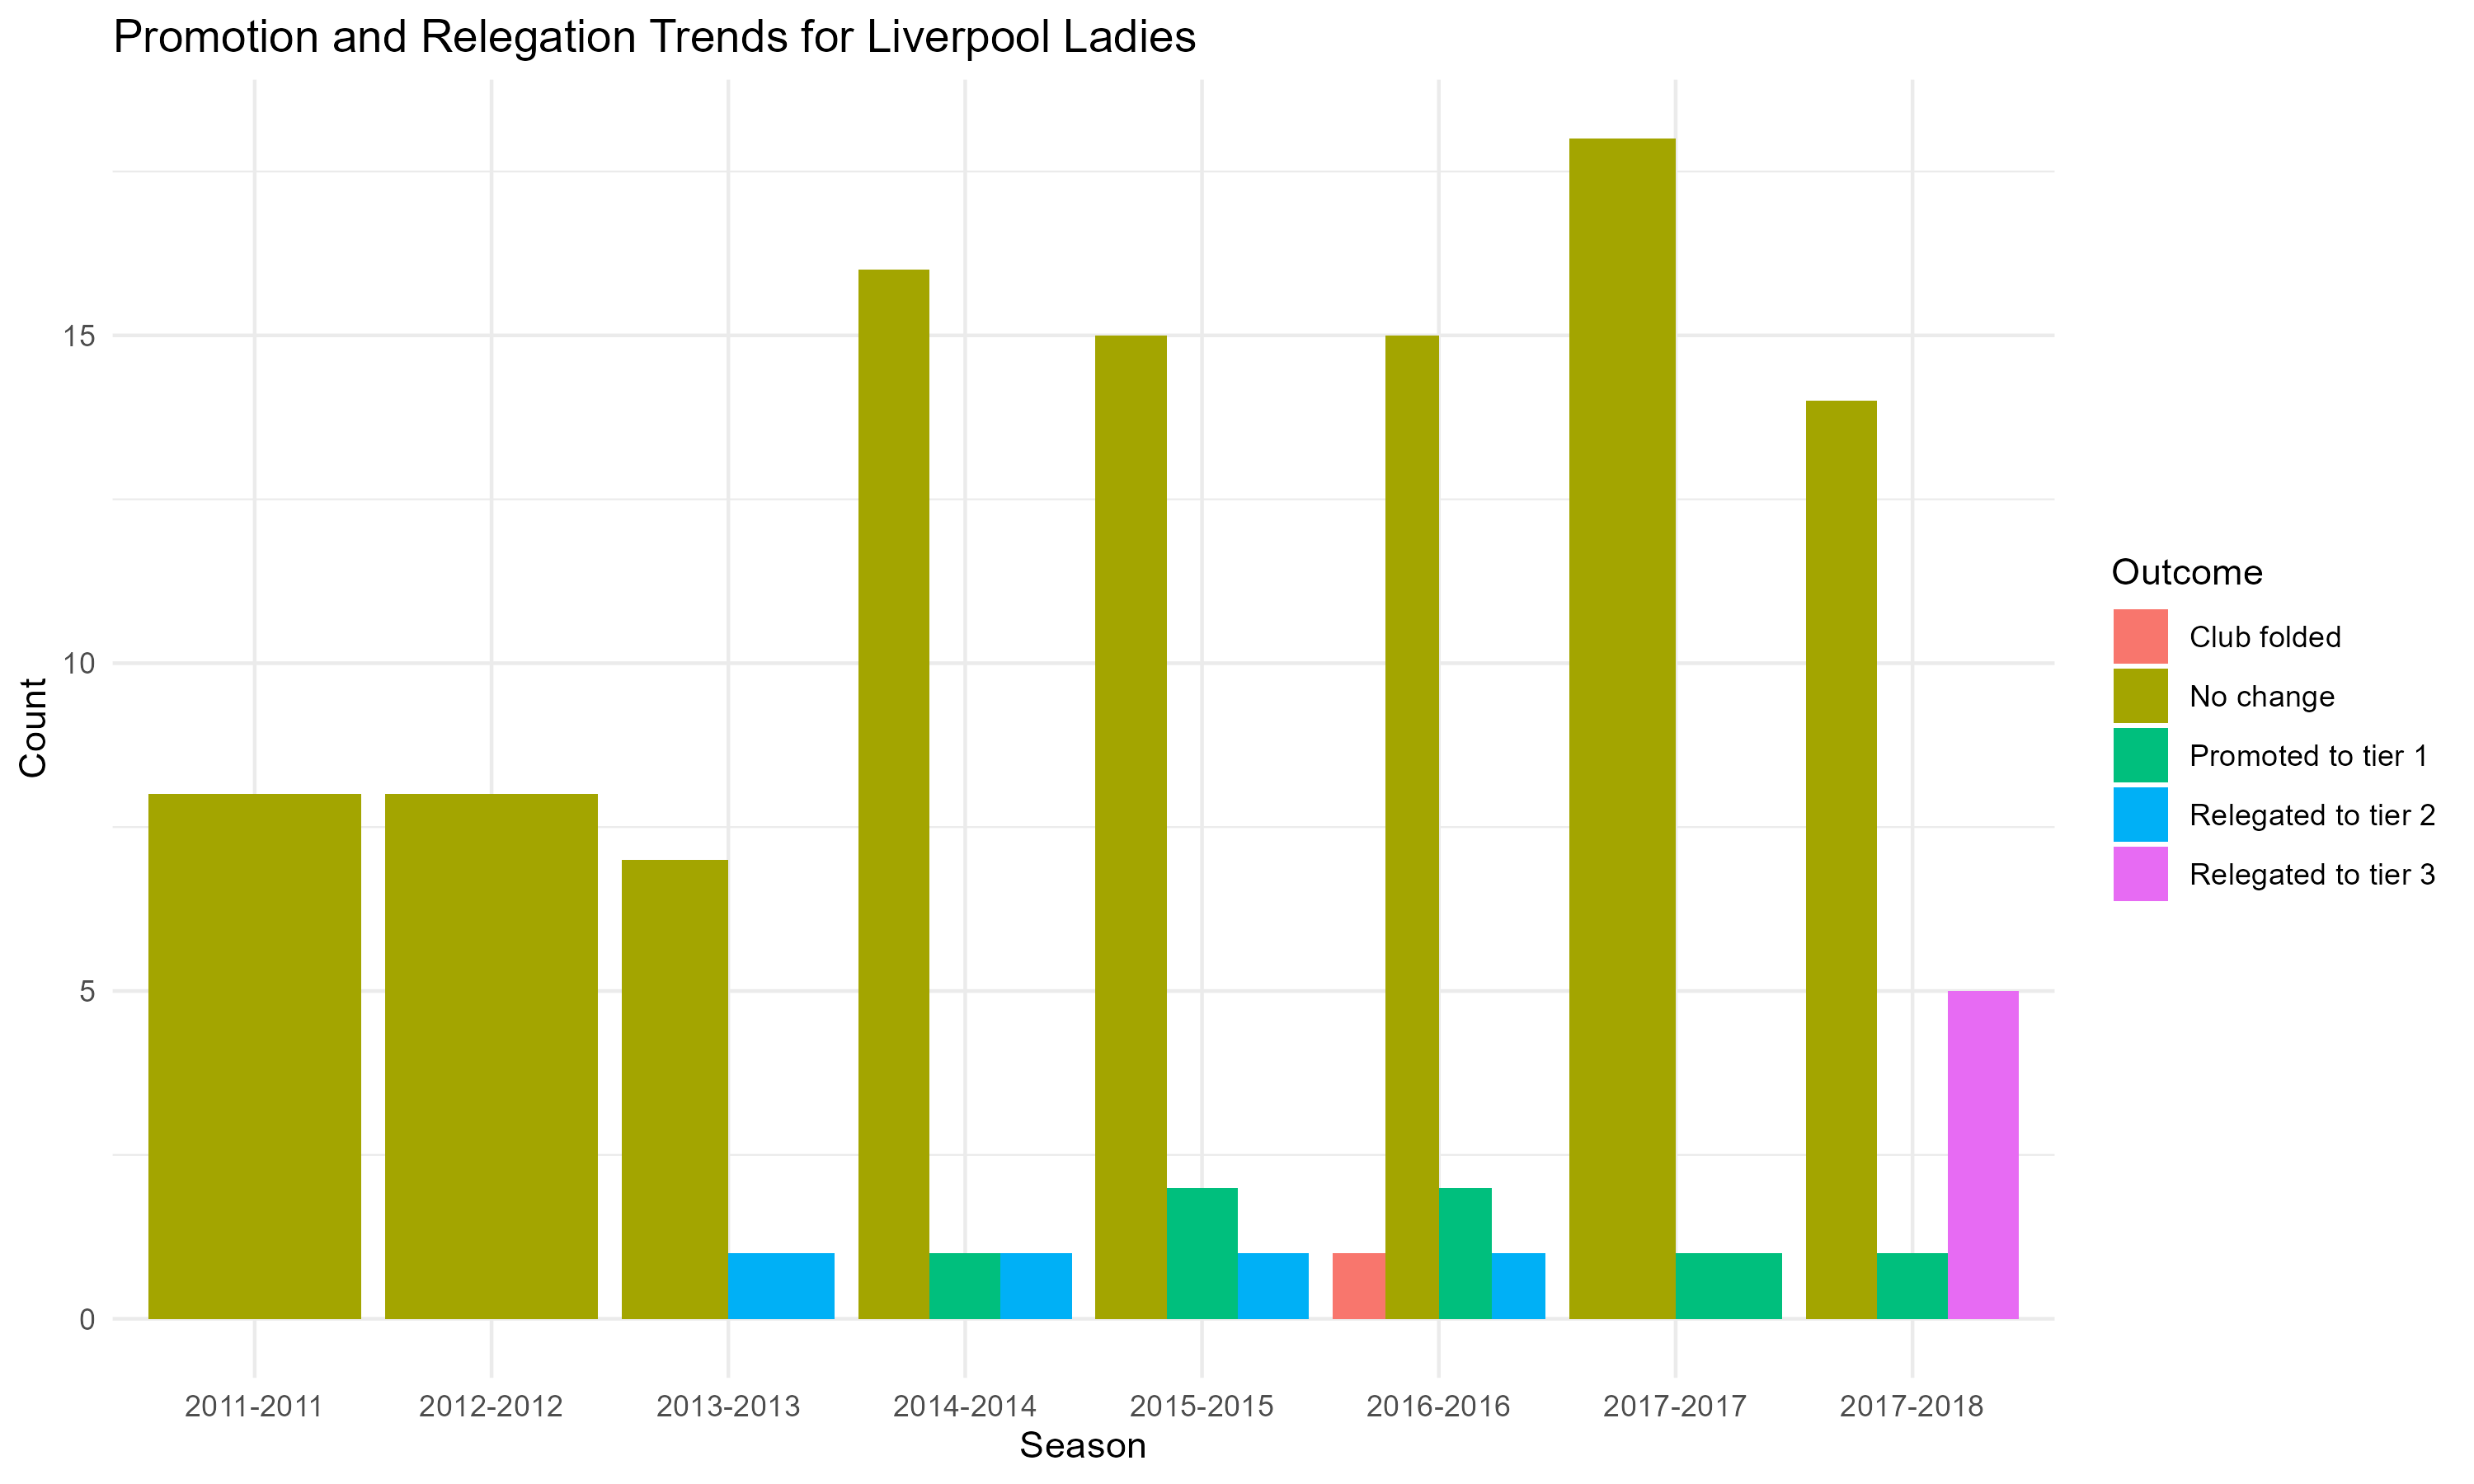 Promotion and Relegation Trends for Liverpool Ladies
Count
15
10
5
0
2011-2011
2012-2012
2013-2013
2014-2014
2015-2015
2016-2016
2017-2017
2017-2018
Season
Outcome
Club folded
No change
Promoted to tier 1
Relegated to tier 2
Relegated to tier 3